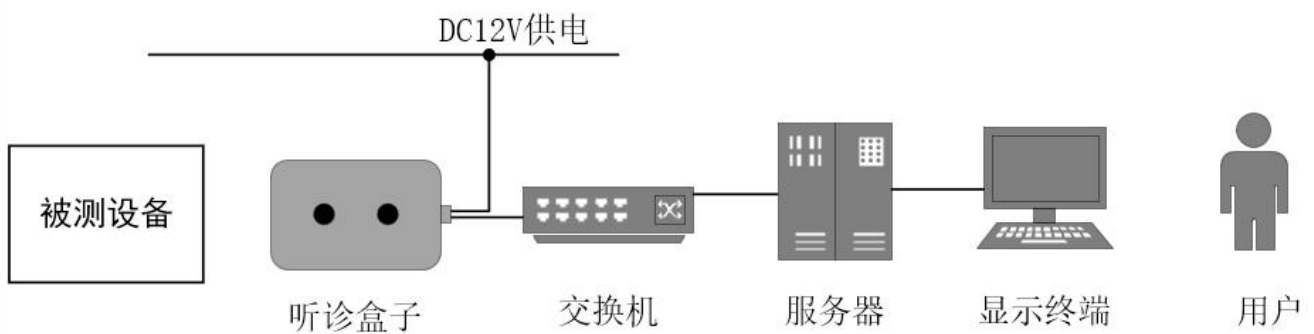 DC12V供电
被测设备
听诊盒子
交换机
服务器
显示终端
用户